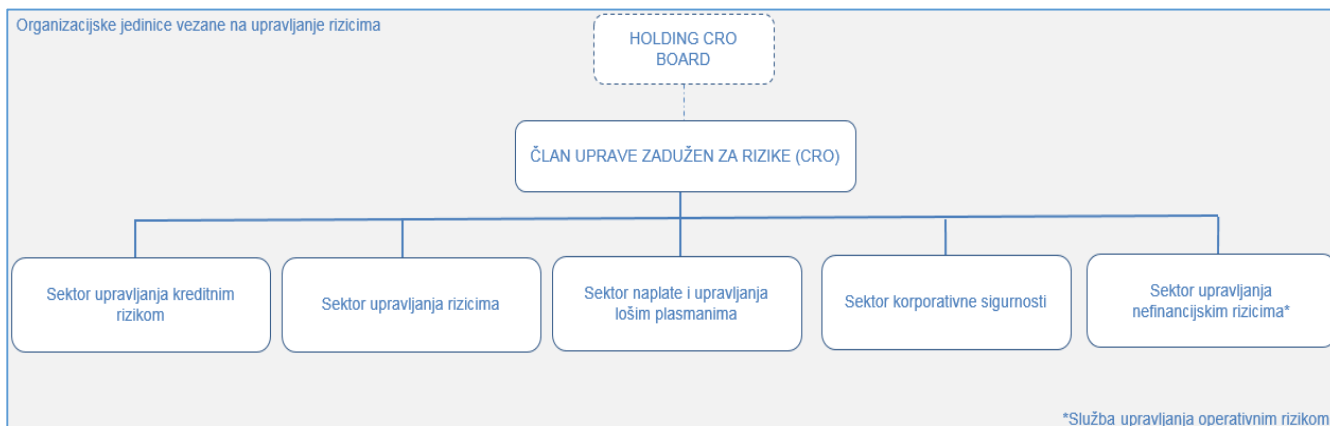 Organizacijske jedinice vezane na upravljanje rizicima
HOLDING CRO
BOARD
ČLAN UPRAVE ZADUŽEN ZA RIZIKE (CRO)
Sektor upravljanja kreditnim
rizikom
Sektor upravljanja rizicima
Sektor naplate i upravljanja
lošim plasmanima
Sektor korporativne sigurnosti
Sektor upravljanja
nefinancijskim rizicima*
*Služba upravljanja operativnim rizikom